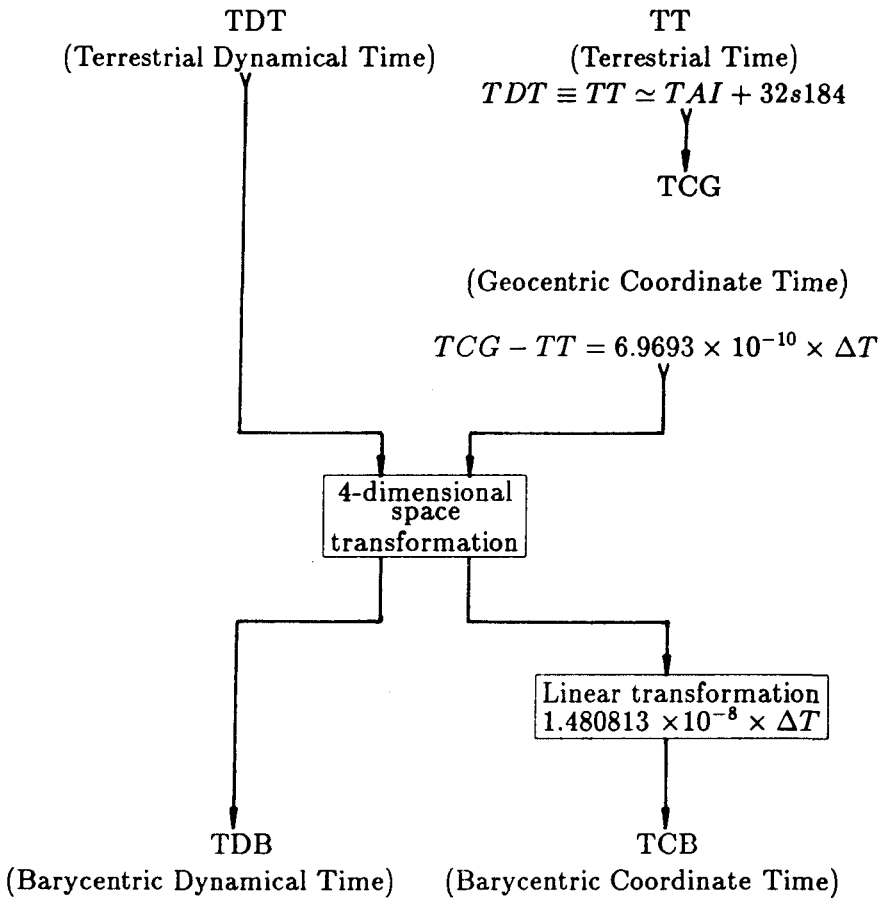 TDT
(Terrestrial Dynamical Time)
TT
(Terrestrial Time)
TDT ≡ TT ≃ TAI + 32s184
TCG
(Geocentric Coordinate Time)
TCG − TT = 6.9693 × 10⁻¹⁰ × ΔT
4-dimensional
space
transformation
Linear transformation
1.480813 ×10⁻⁸ × ΔT
TDB
(Barycentric Dynamical Time)
TCB
(Barycentric Coordinate Time)